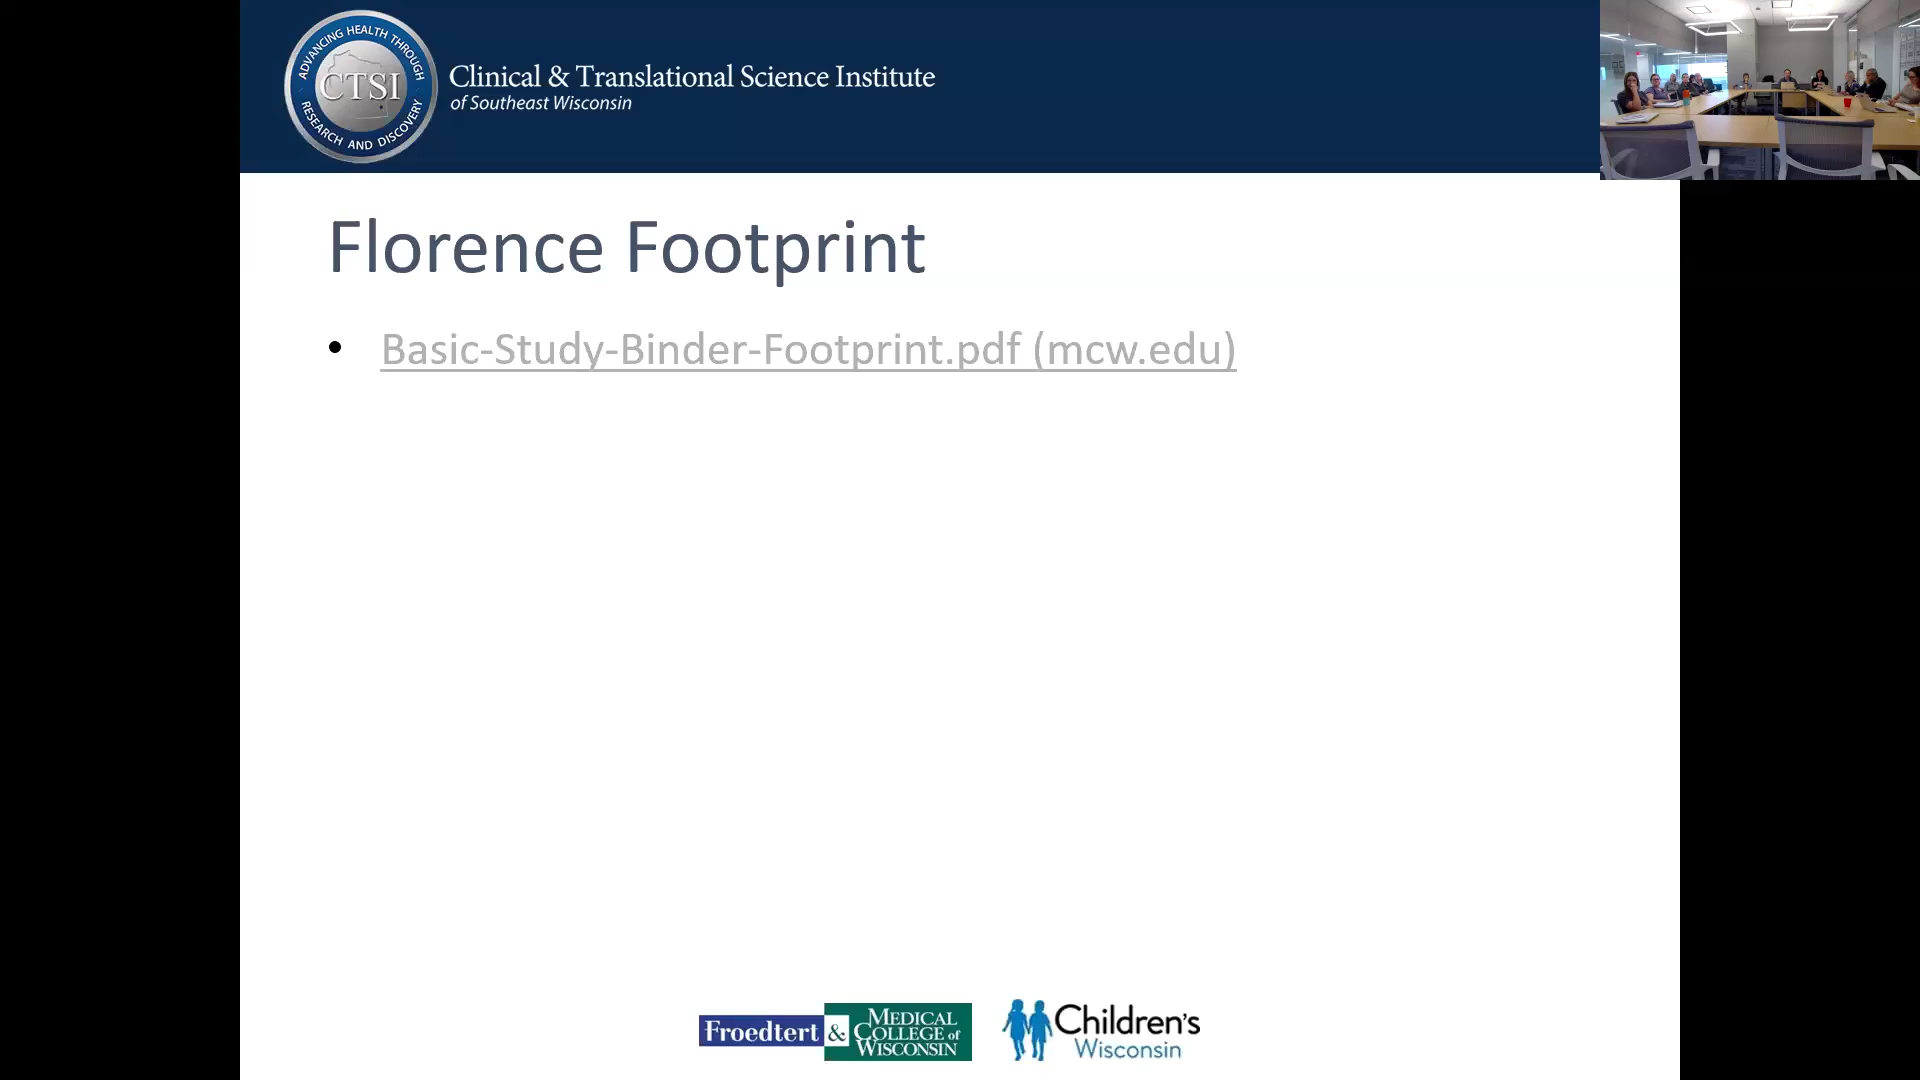 ADVANCING HEALTH THROUGH
CTSI
RESEARCH AND DISCOVERY
Clinical & Translational Science Institute
of Southeast Wisconsin
Florence Footprint
• Basic-Study-Binder-Footprint.pdf (mcw.edu)
Froedtert & MEDICAL COLLEGE of WISCONSIN
Children's
Wisconsin